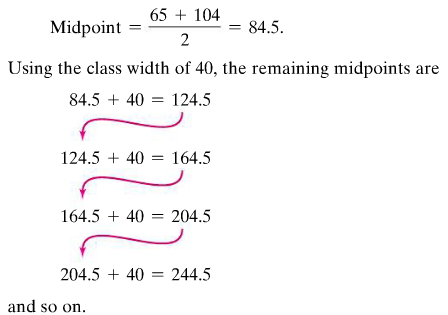 Midpoint = (65 + 104)/2 = 84.5.
Using the class width of 40, the remaining midpoints are
84.5 + 40 = 124.5
124.5 + 40 = 164.5
164.5 + 40 = 204.5
204.5 + 40 = 244.5
and so on.